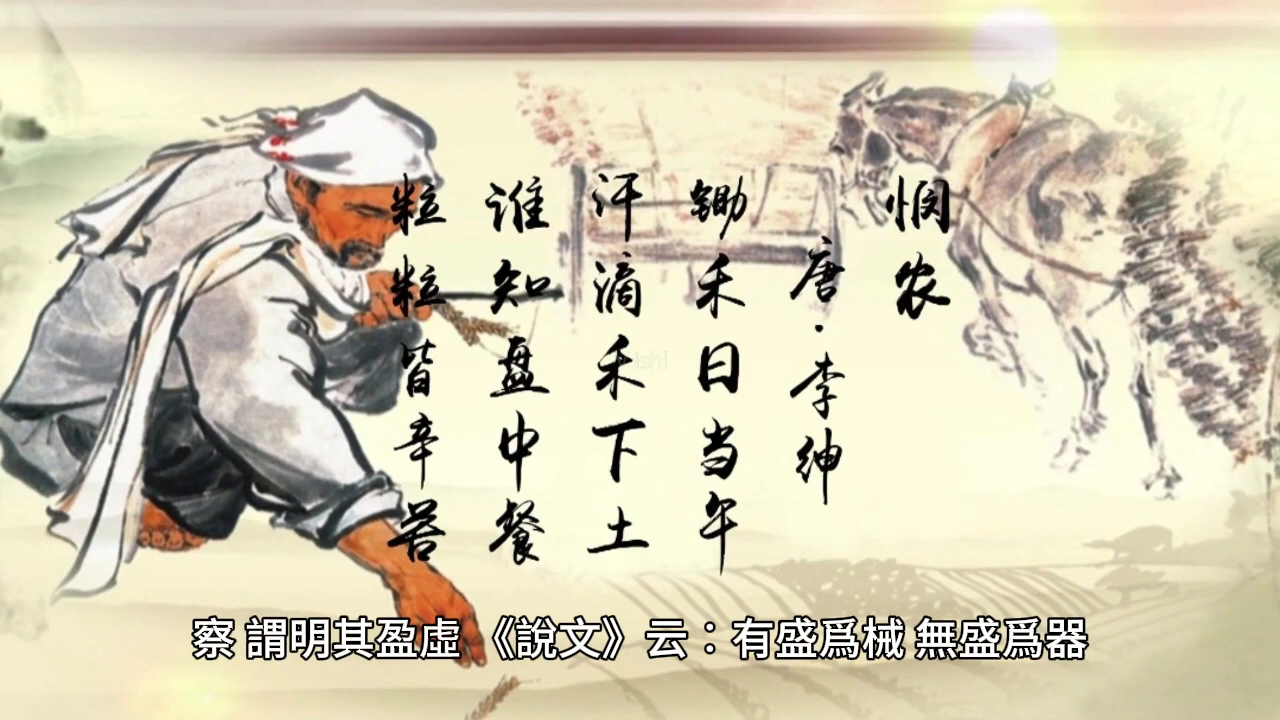 悯农
唐·李绅
锄禾日当午
汗滴禾下土
谁知盘中餐
粒粒皆辛苦
察 謂明其盈虛 《說文》云：有盛爲械 無盛爲器